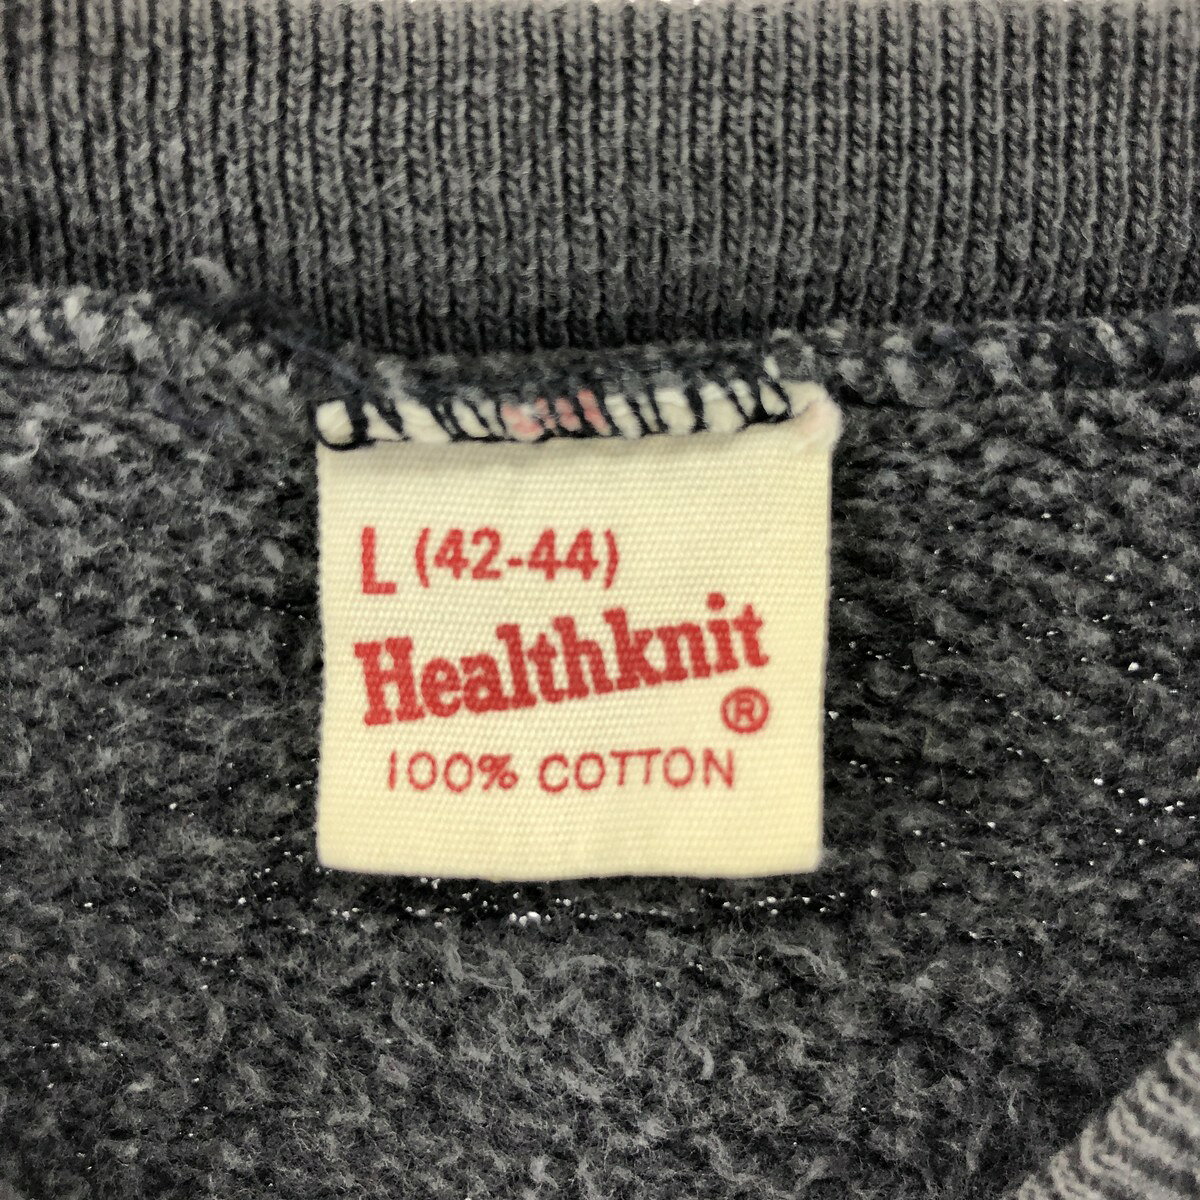 L (42-44)
Healthknit
®
100% COTTON